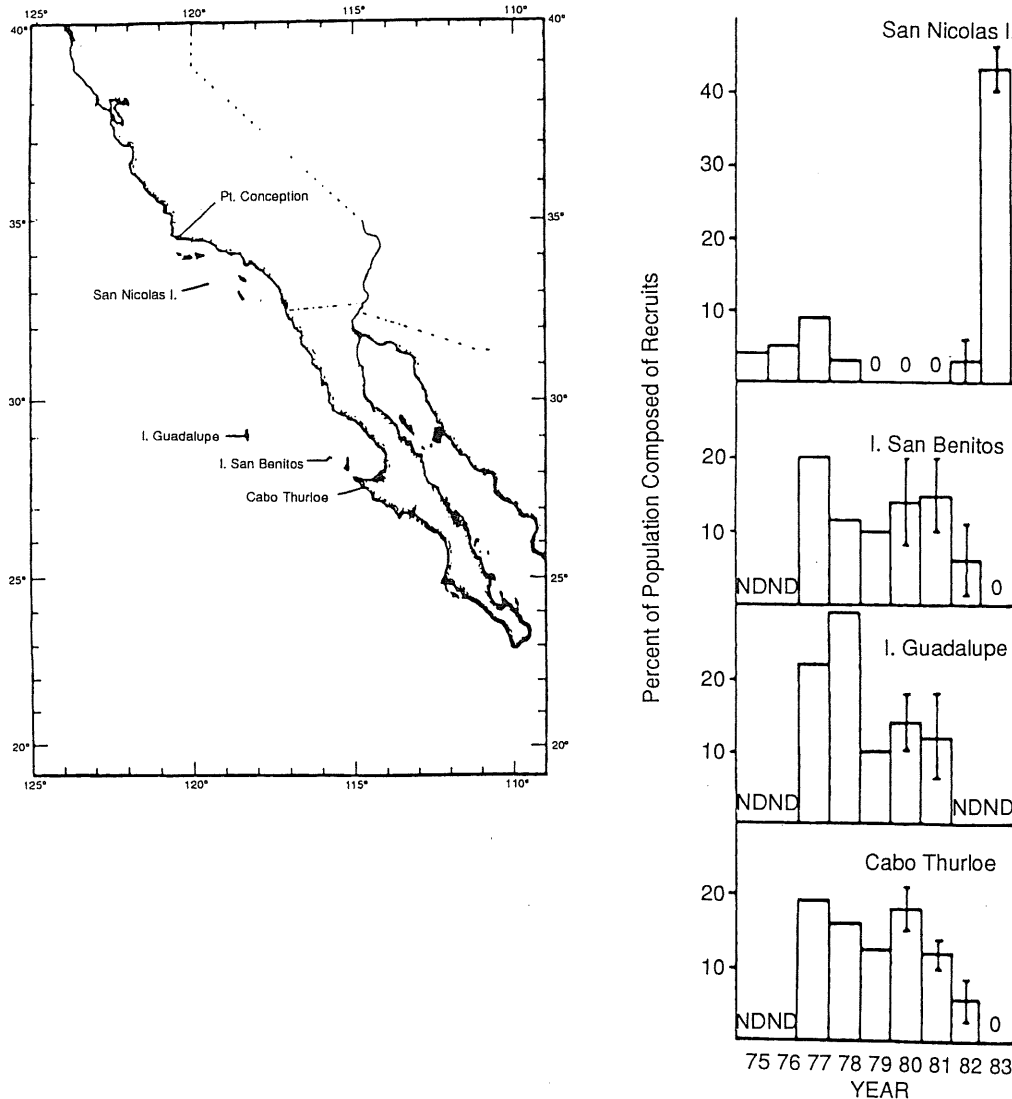 125° 120° 115° 110°
40° 40°
Pt. Conception
35° 35°
San Nicolas I.
30° 30°
I. Guadalupe
I. San Benitos
Cabo Thurloe
25° 25°
20° 20°
125° 120° 115° 110°
Percent of Population Composed of Recruits
San Nicolas I.
40
30
20
10
0 0 0
I. San Benitos
20
10
NDND
0
I. Guadalupe
20
10
NDND
NDND
Cabo Thurloe
20
10
NDND
0
75 76 77 78 79 80 81 82 83
YEAR